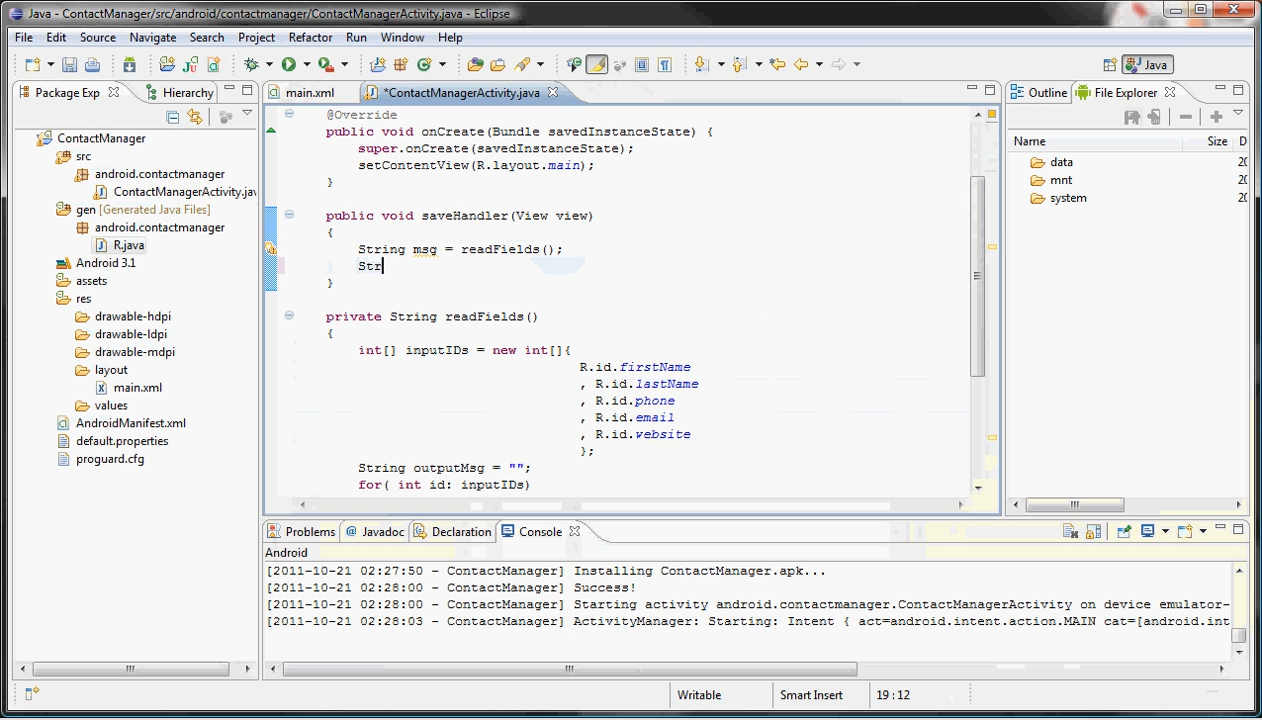 Java - ContactManager/src/android/contactmanager/ContactManagerActivity.java - Eclipse
File Edit Source Navigate Search Project Refactor Run Window Help
Java
Package Exp
Hierarchy
main.xml
*ContactManagerActivity.java
Outline
File Explorer
ContactManager
src
android.contactmanager
ContactManagerActivity.jav
gen [Generated Java Files]
android.contactmanager
R.java
Android 3.1
assets
res
drawable-hdpi
drawable-ldpi
drawable-mdpi
layout
main.xml
values
AndroidManifest.xml
default.properties
proguard.cfg
@Override
public void onCreate(Bundle savedInstanceState) {
super.onCreate(savedInstanceState);
setContentView(R.layout.main);
}
public void saveHandler(View view)
{
String msg = readFields();
Str
}
private String readFields()
{
int[] inputIDs = new int[]{
R.id.firstName
, R.id.lastName
, R.id.phone
, R.id.email
, R.id.website
};
String outputMsg = "";
for( int id: inputIDs)
Name Size D
data 20
mnt 20
system 20
Problems @ Javadoc Declaration Console
Android
[2011-10-21 02:27:50 - ContactManager] Installing ContactManager.apk...
[2011-10-21 02:28:00 - ContactManager] Success!
[2011-10-21 02:28:00 - ContactManager] Starting activity android.contactmanager.ContactManagerActivity on device emulator-
[2011-10-21 02:28:03 - ContactManager] ActivityManager: Starting: Intent { act=android.intent.action.MAIN cat=[android.int
Writable Smart Insert 19 : 12